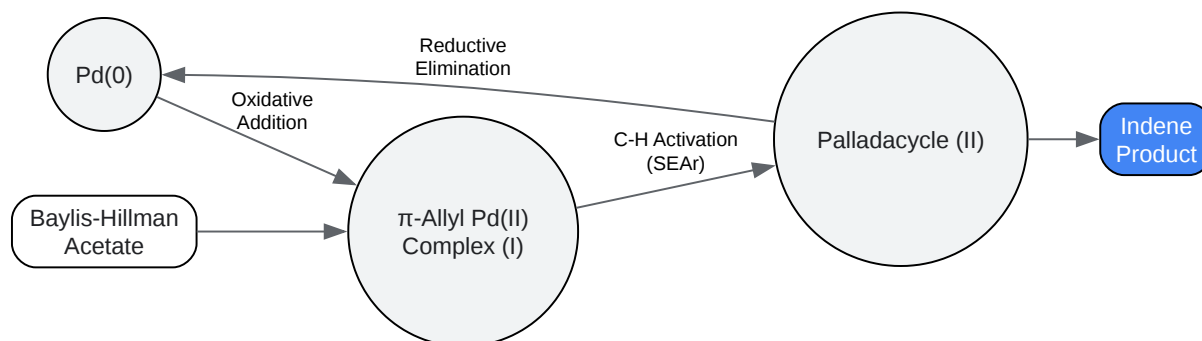 Pd(0)
Reductive
Elimination
Oxidative
Addition
C-H Activation
(SEAr)
Palladacycle (II)
Indene
Product
Baylis-Hillman
Acetate
π-Allyl Pd(II)
Complex (I)